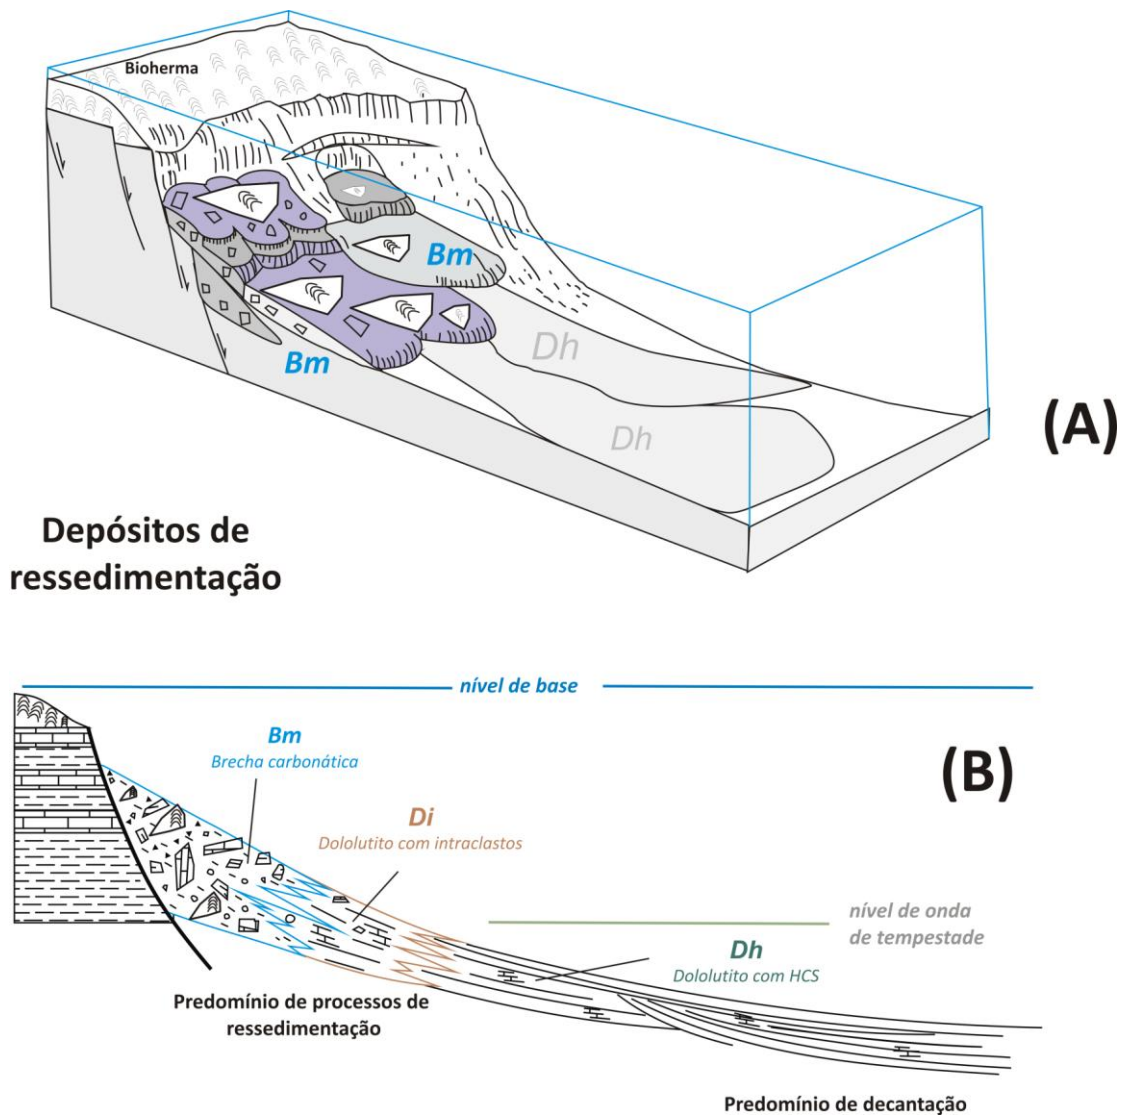 Bioherma
Bm
Bm
Dh
Dh
(A)
Depósitos de
ressedimentação
nível de base
Bm
Brecha carbonática
(B)
Di
Dololutito com intraclastos
nível de onda
de tempestade
Dh
Dololutito com HCS
Predomínio de processos de
ressedimentação
Predomínio de decantação